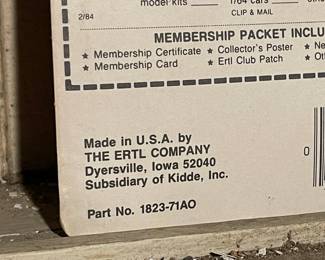 model kits 1/64 cars
2/84
CLIP & MAIL
MEMBERSHIP PACKET INCLU
★ Membership Certificate ★ Collector's Poster ★ Ne
★ Membership Card ★ Ertl Club Patch ★ Ot
Made in U.S.A. by
THE ERTL COMPANY
Dyersville, Iowa 52040
Subsidiary of Kidde, Inc.
0
Part No. 1823-71AO